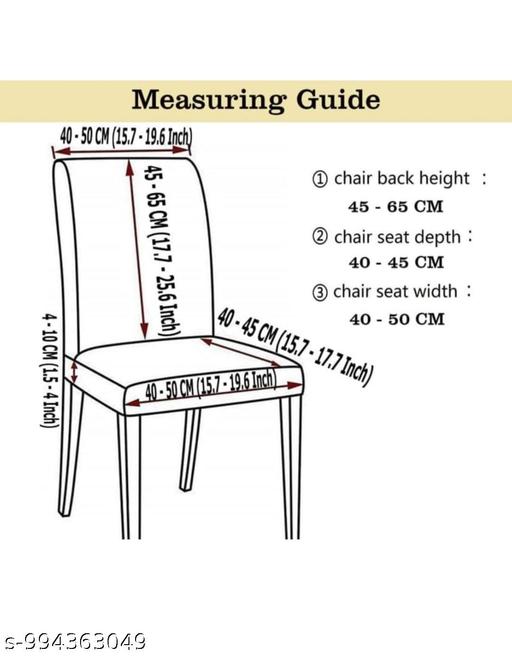 Measuring Guide
40 - 50 CM (15.7 - 19.6 Inch)
45 - 65 CM (17.7 - 25.6 Inch)
① chair back height :
45 - 65 CM
② chair seat depth :
40 - 45 CM
③ chair seat width :
40 - 50 CM
40 - 45 CM (15.7 - 17.7 Inch)
4 - 10 CM (1.5 - 4 Inch)
40 - 50 CM (15.7 - 19.6 Inch)
s-994363049